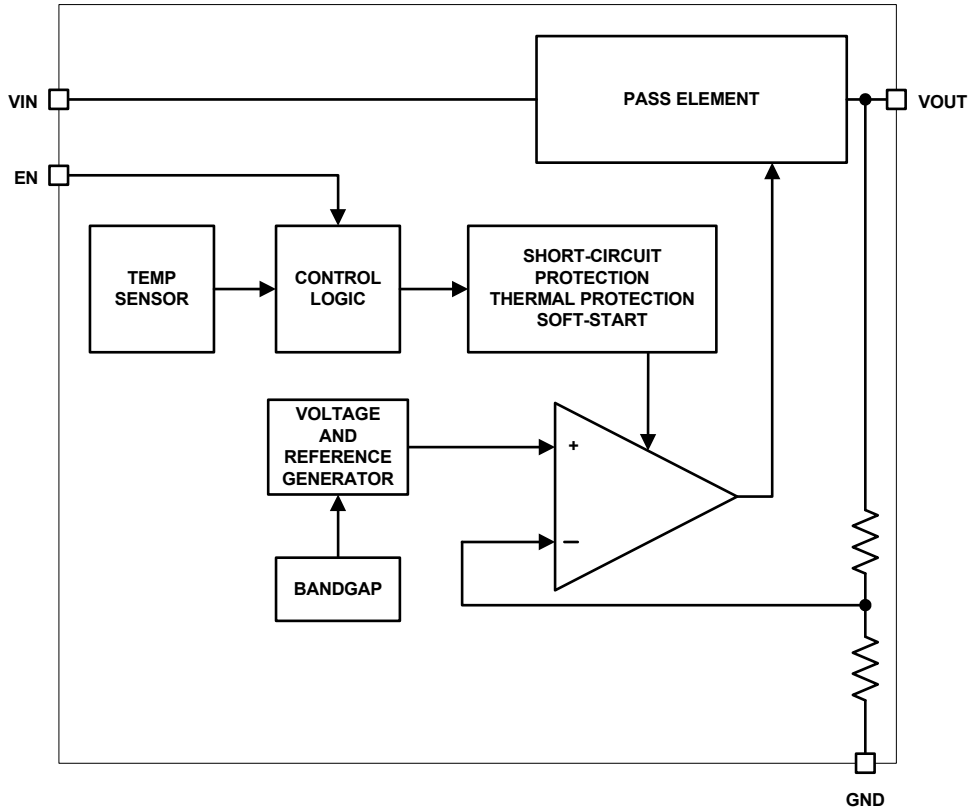 PASS ELEMENT
VIN
VOUT
EN
TEMP
SENSOR
CONTROL
LOGIC
SHORT-CIRCUIT
PROTECTION
THERMAL PROTECTION
SOFT-START
VOLTAGE
AND
REFERENCE
GENERATOR
+
−
BANDGAP
GND